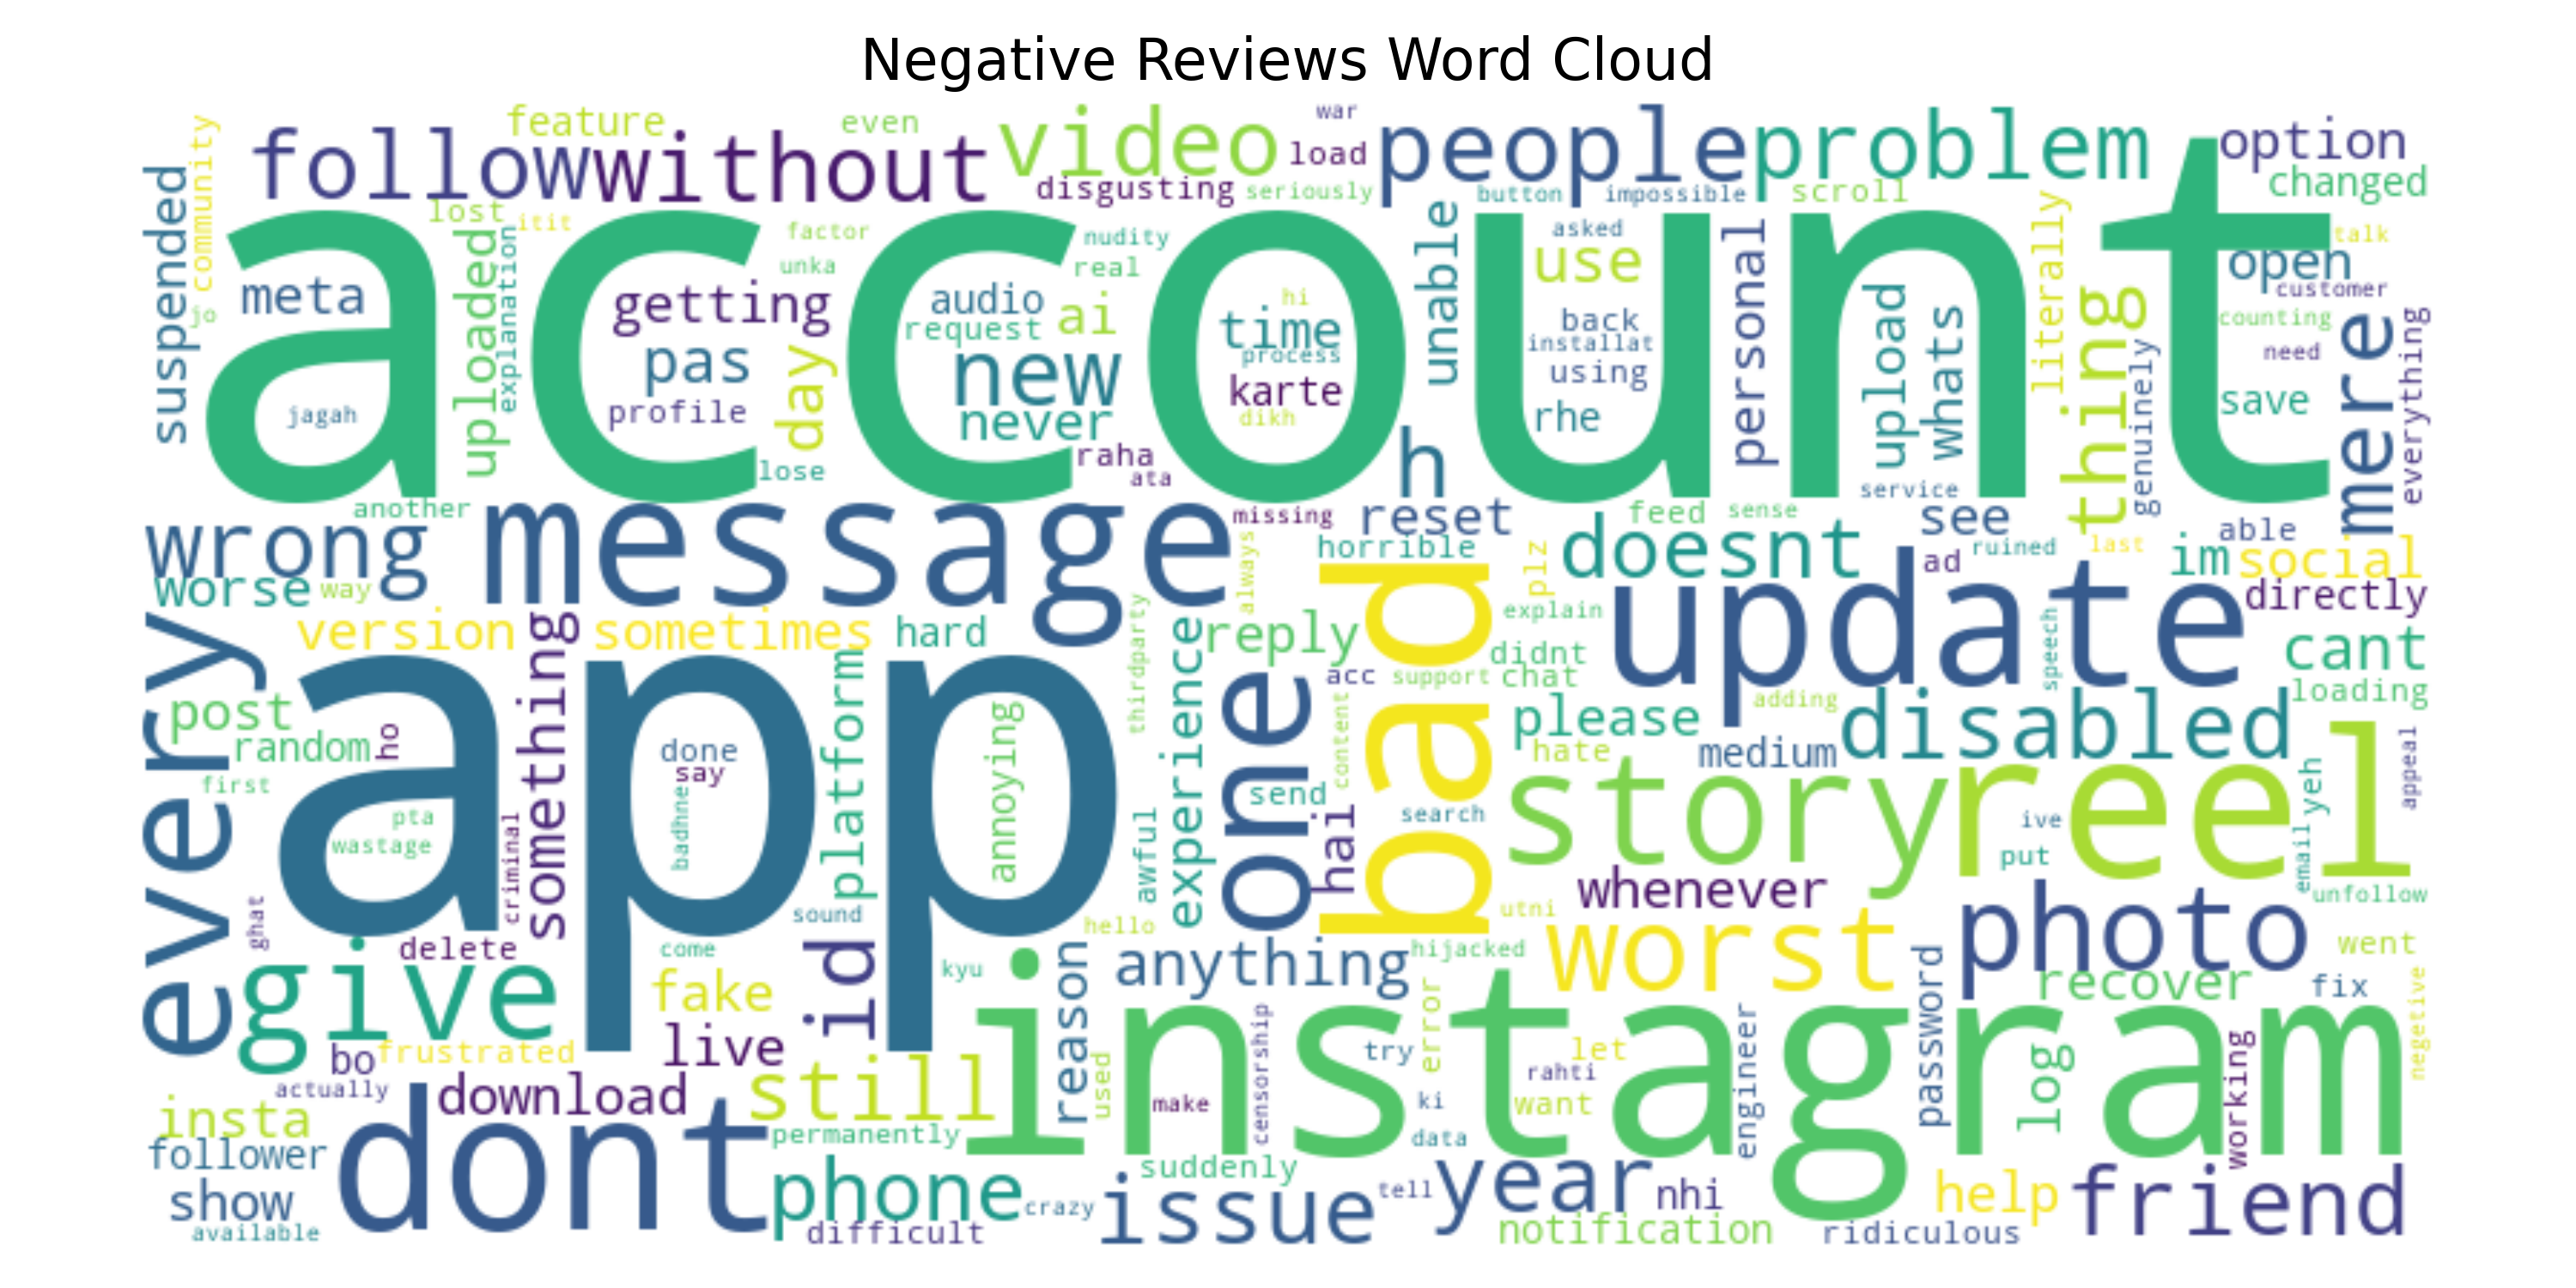 Negative Reviews Word Cloud
war
feature
even
follow
without
video
load
people
problem
option
community
suspended
disgusting
seriously
button
impossible
scroll
changed
lost
itit
account
factor
nudity
unable
asked
personal
literally
talk
uploaded
explanation
unka
real
use
open
customer
meta
getting
audio
hi
jo
request
ai
time
back
upload
whats
thing
counting
mere
everything
process
installat
genuinely
need
pas
day
new
karte
using
jagah
profile
never
dikh
rhe
save
h
raha
ata
lose
service
another
wrong
message
missing
reset
feed
sense
see
able
horrible
doesnt
ad
ruined
last
im
social
worse
way
always
plz
bad
update
directly
every
version
something
sometimes
hard
thirdparty
experience
reply
explain
didnt
speech
cant
acc
support
chat
loading
post
app
platform
annoying
one
content
please
adding
disabled
random
ho
done
say
hate
medium
first
badhne
send
story
reel
appeal
yeh
pta
wastage
criminal
awful
hai
search
ive
put
email
whenever
unfollow
ghat
sound
hello
utni
worst
photo
delete
come
id
kyu
reason
anything
hijacked
password
went
give
fake
error
recover
fix
negetive
instagram
bo
frustrated
live
used
censorship
try
let
engineer
log
working
actually
still
make
rahti
insta
download
ki
want
dont
permanently
data
follower
suddenly
show
phone
crazy
issue
tell
year
nhi
help
friend
available
difficult
notification
ridiculous